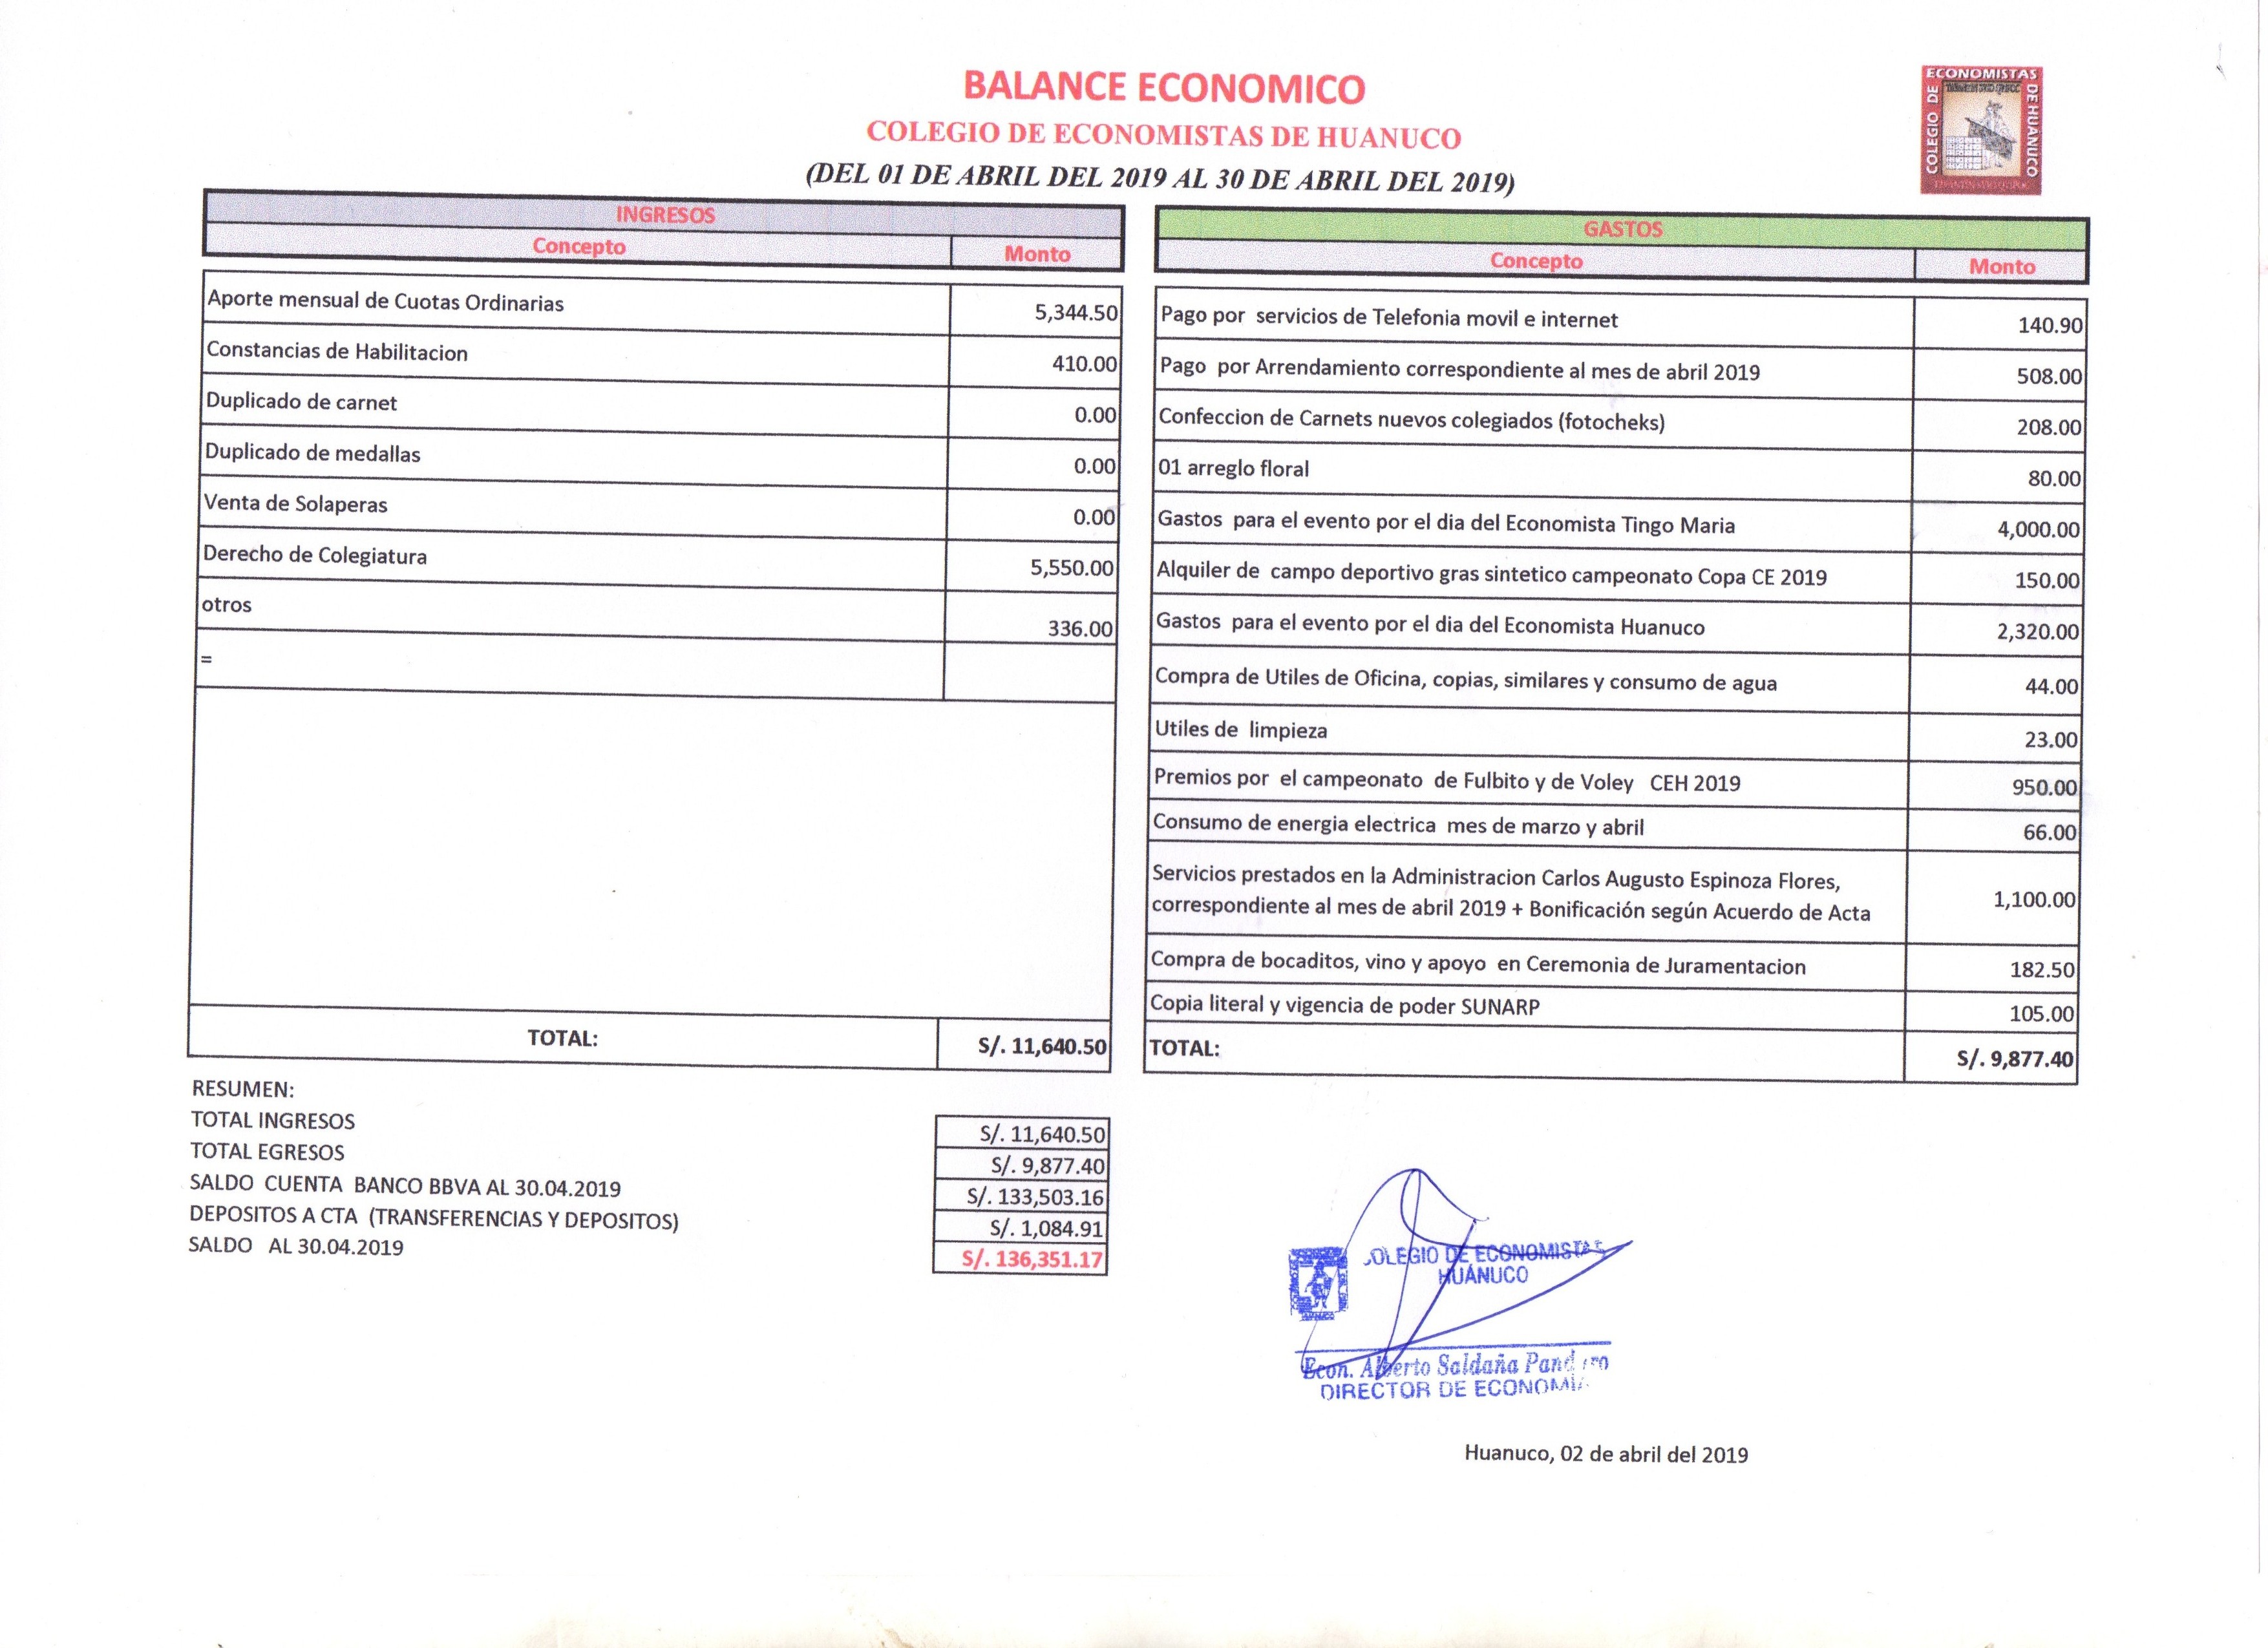 BALANCE ECONOMICO
COLEGIO DE ECONOMISTAS DE HUANUCO
(DEL 01 DE ABRIL DEL 2019 AL 30 DE ABRIL DEL 2019)
ECONOMISTAS
COLEGIO DE
DE HUANUCO
INGRESOS
Concepto Monto
Aporte mensual de Cuotas Ordinarias 5,344.50
Constancias de Habilitacion 410.00
Duplicado de carnet 0.00
Duplicado de medallas 0.00
Venta de Solaperas 0.00
Derecho de Colegiatura 5,550.00
otros 336.00
=
TOTAL: S/. 11,640.50
GASTOS
Concepto Monto
Pago por servicios de Telefonia movil e internet 140.90
Pago por Arrendamiento correspondiente al mes de abril 2019 508.00
Confeccion de Carnets nuevos colegiados (fotocheks) 208.00
01 arreglo floral 80.00
Gastos para el evento por el dia del Economista Tingo Maria 4,000.00
Alquiler de campo deportivo gras sintetico campeonato Copa CE 2019 150.00
Gastos para el evento por el dia del Economista Huanuco 2,320.00
Compra de Utiles de Oficina, copias, similares y consumo de agua 44.00
Utiles de limpieza 23.00
Premios por el campeonato de Fulbito y de Voley CEH 2019 950.00
Consumo de energia electrica mes de marzo y abril 66.00
Servicios prestados en la Administracion Carlos Augusto Espinoza Flores,
correspondiente al mes de abril 2019 + Bonificación según Acuerdo de Acta 1,100.00
Compra de bocaditos, vino y apoyo en Ceremonia de Juramentacion 182.50
Copia literal y vigencia de poder SUNARP 105.00
TOTAL: S/. 9,877.40
RESUMEN:
TOTAL INGRESOS S/. 11,640.50
TOTAL EGRESOS S/. 9,877.40
SALDO CUENTA BANCO BBVA AL 30.04.2019 S/. 133,503.16
DEPOSITOS A CTA (TRANSFERENCIAS Y DEPOSITOS) S/. 1,084.91
SALDO AL 30.04.2019 S/. 136,351.17
COLEGIO DE ECONOMISTAS
HUÁNUCO
Econ. Alberto Saldaña
DIRECTOR DE ECONOMÍA
Huanuco, 02 de abril del 2019